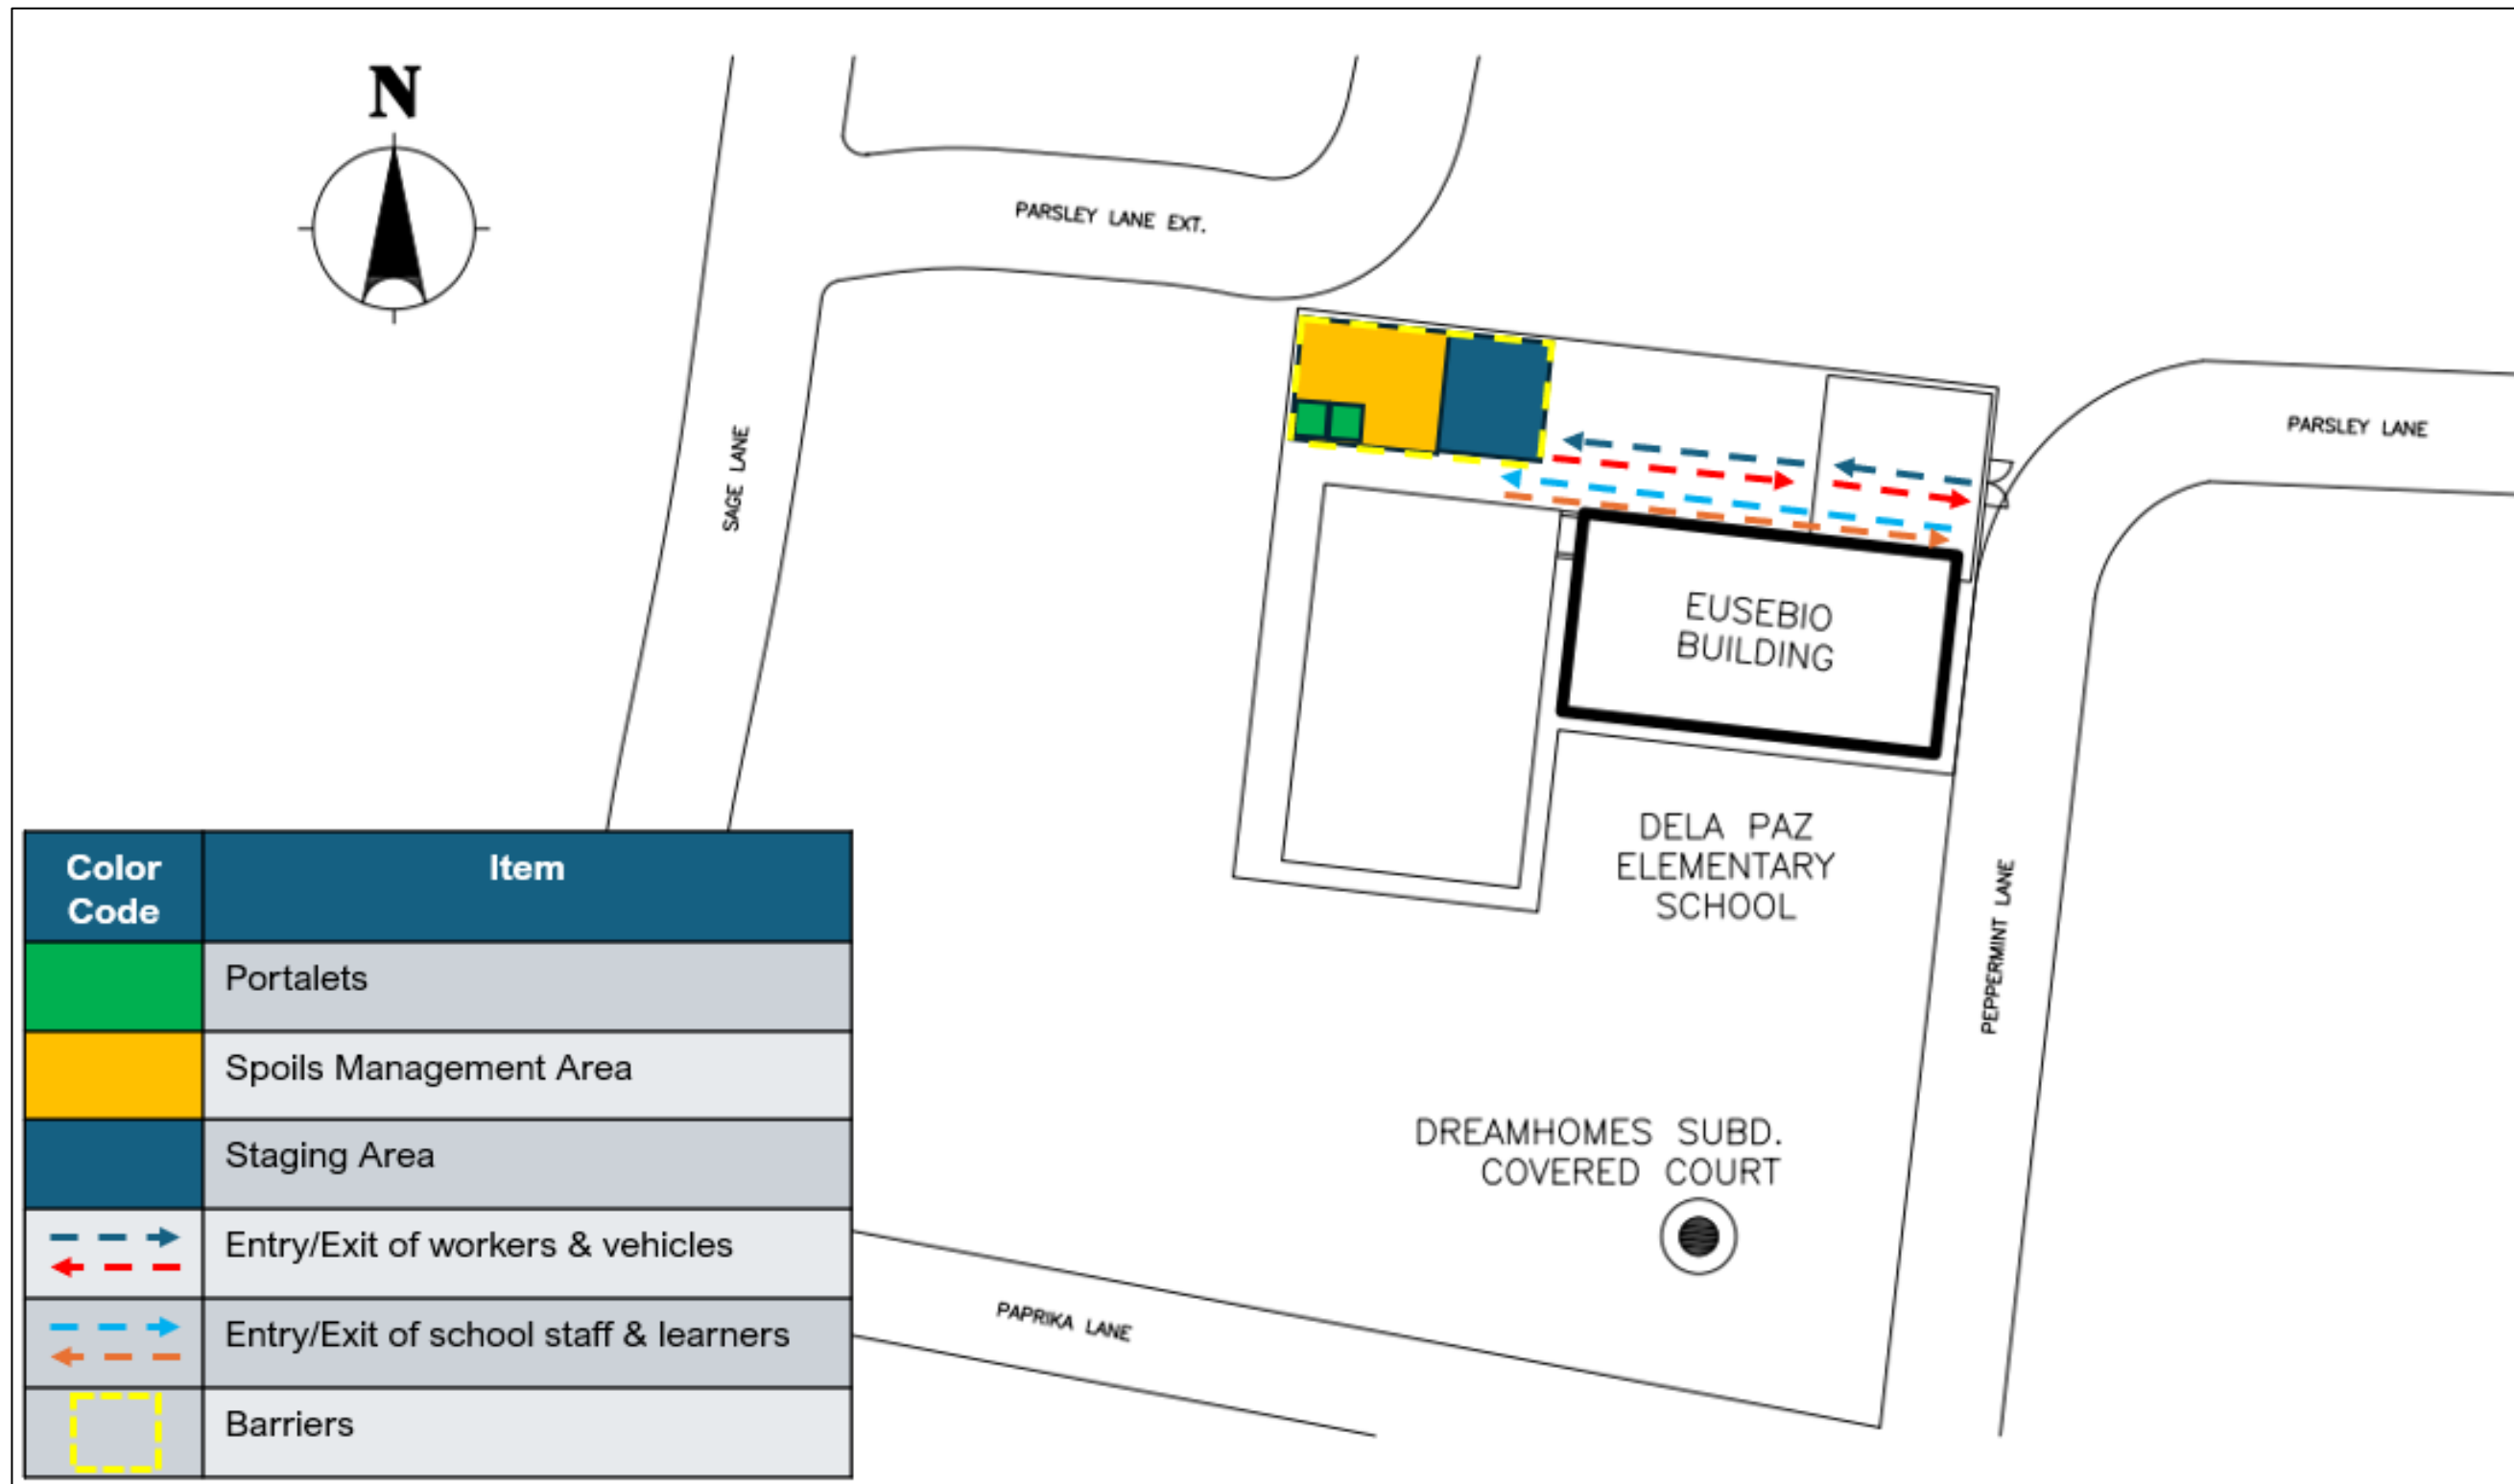 N
PARSLEY LANE EXT.
SAGE LANE
PARSLEY LANE
EUSEBIO
BUILDING
DELA PAZ
ELEMENTARY
SCHOOL
PEPPERMINT LANE
DREAMHOMES SUBD.
COVERED COURT
PAPRIKA LANE
Color
Code
Item
Portalets
Spoils Management Area
Staging Area
Entry/Exit of workers & vehicles
Entry/Exit of school staff & learners
Barriers